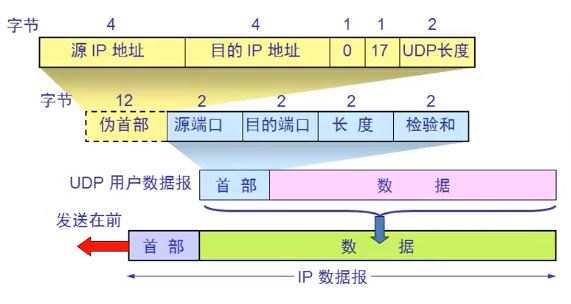 字节 4 4 1 1 2
源 IP 地址 目的 IP 地址 0 17 UDP长度
字节 12 2 2 2 2
伪首部 源端口 目的端口 长 度 检验和
UDP 用户数据报 首 部 数 据
发送在前
首 部 数 据
IP 数据报